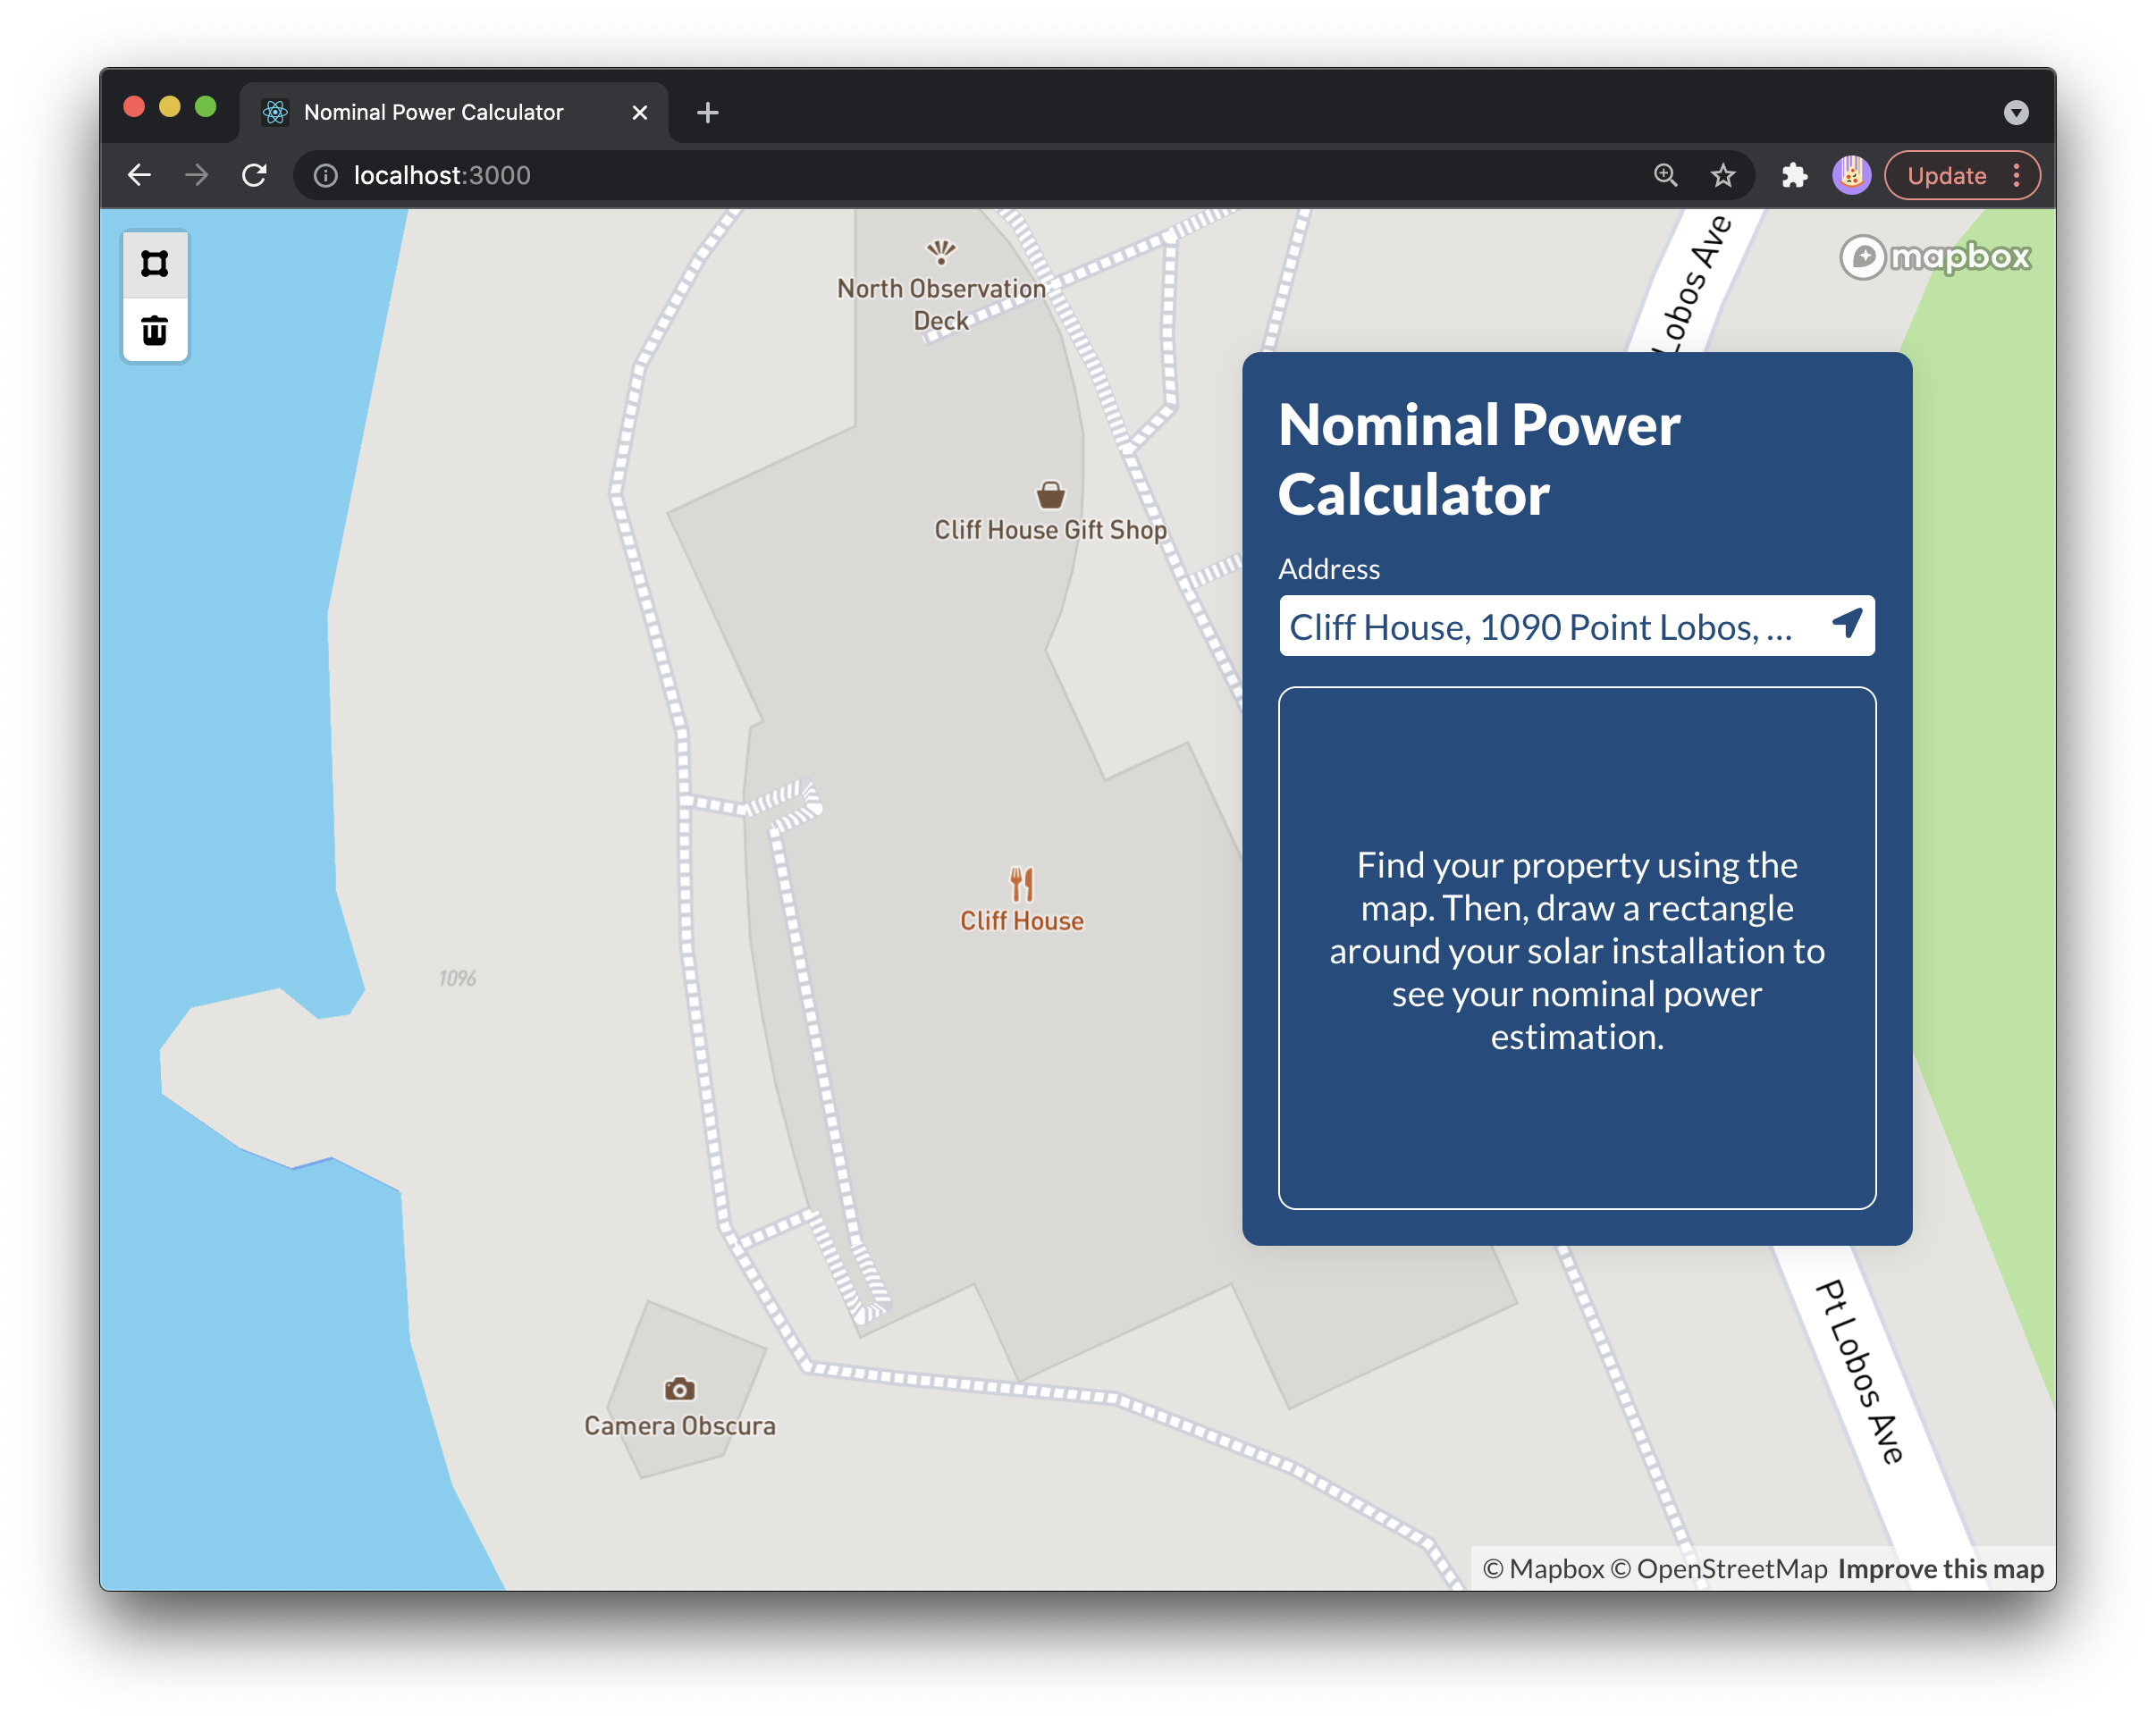 Nominal Power Calculator
localhost:3000
Update
North Observation
Deck
Lobos Ave
mapbox
Cliff House Gift Shop
Nominal Power
Calculator
Address
Cliff House, 1090 Point Lobos, ...
Cliff House
Find your property using the
map. Then, draw a rectangle
around your solar installation to
see your nominal power
estimation.
1096
Pt Lobos Ave
Camera Obscura
© Mapbox © OpenStreetMap Improve this map